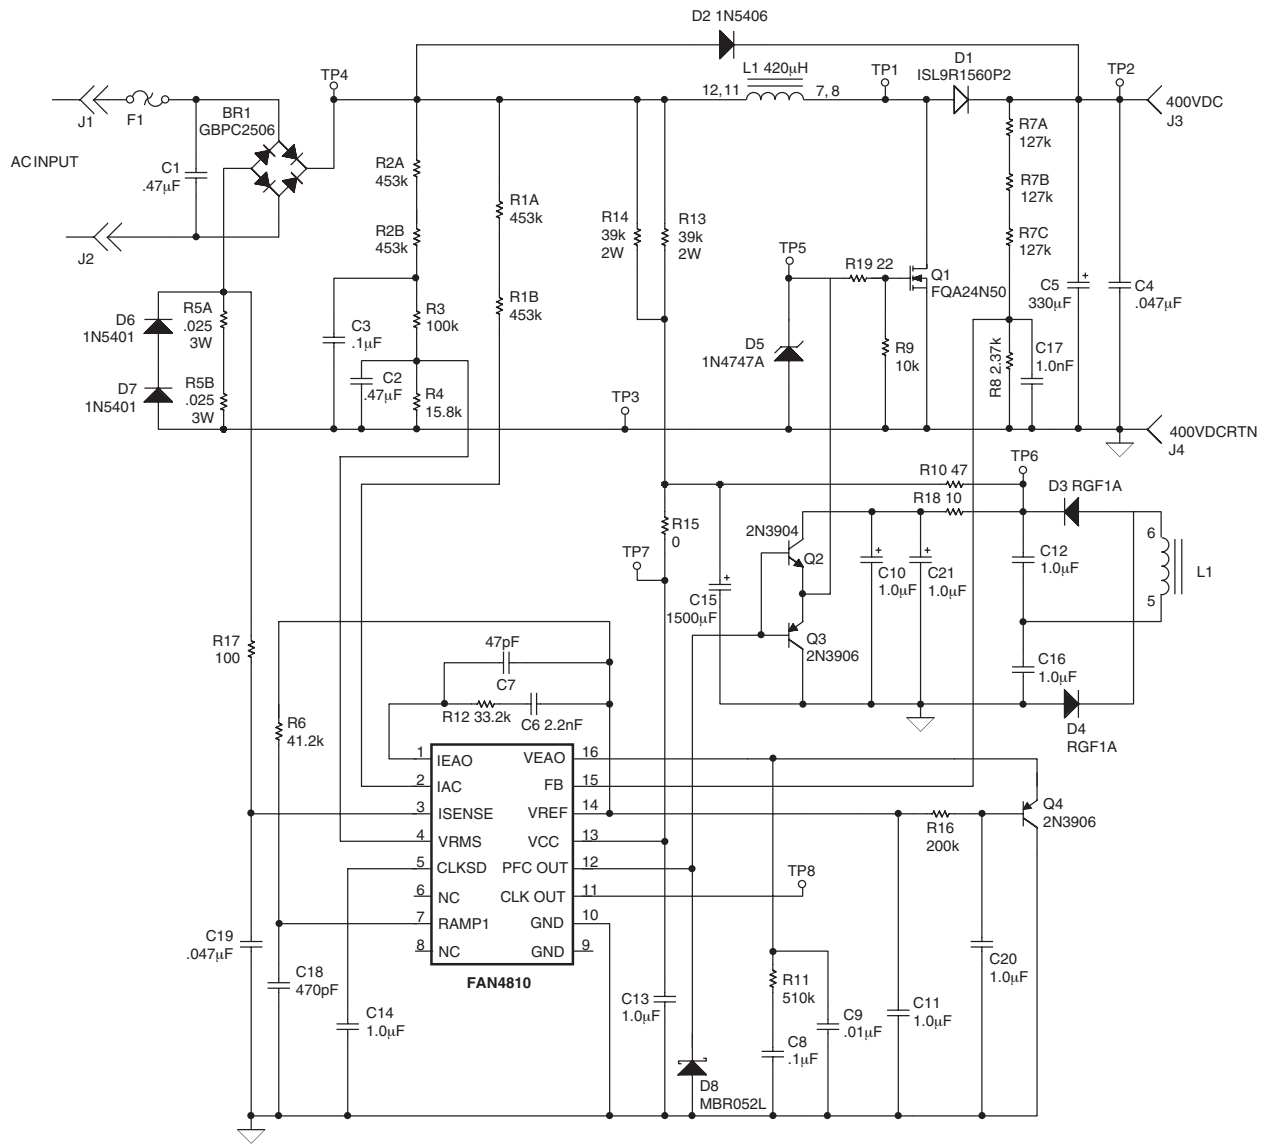 D2 1N5406
D1
ISL9R1560P2
L1 420μH
12, 11
7, 8
TP4
TP1
TP2
400VDC
J3
J1
F1
BR1
GBPC2506
AC INPUT
C1
.47μF
J2
R2A
453k
R2B
453k
R1A
453k
R1B
453k
R14
39k
2W
R13
39k
2W
R7A
127k
R7B
127k
R7C
127k
TP5
R19 22
Q1
FQA24N50
C5
+
330μF
C4
.047μF
D6
1N5401
D7
1N5401
R5A
.025
3W
R5B
.025
3W
C3
.1μF
R3
100k
C2
.47μF
R4
15.8k
D5
1N4747A
R9
10k
R8 2.37k
C17
1.0nF
TP3
400VDCRTN
J4
R10 47
R18 10
TP6
D3 RGF1A
R15
0
TP7
2N3904
Q2
Q3
2N3906
C15
+
1500μF
C10
+
1.0μF
C21
+
1.0μF
C12
1.0μF
C16
1.0μF
6
5
L1
D4
RGF1A
R17
100
R6
41.2k
47pF
C7
R12 33.2k
C6 2.2nF
1 IEAO VEAO 16
2 IAC FB 15
3 ISENSE VREF 14
4 VRMS VCC 13
5 CLKSD PFC OUT 12
6 NC CLK OUT 11
7 RAMP1 GND 10
8 NC GND 9
FAN4810
TP8
R16
200k
Q4
2N3906
C19
.047μF
C18
470pF
C14
1.0μF
C13
1.0μF
D8
MBR052L
R11
510k
C8
.1μF
C9
.01μF
C11
1.0μF
C20
1.0μF